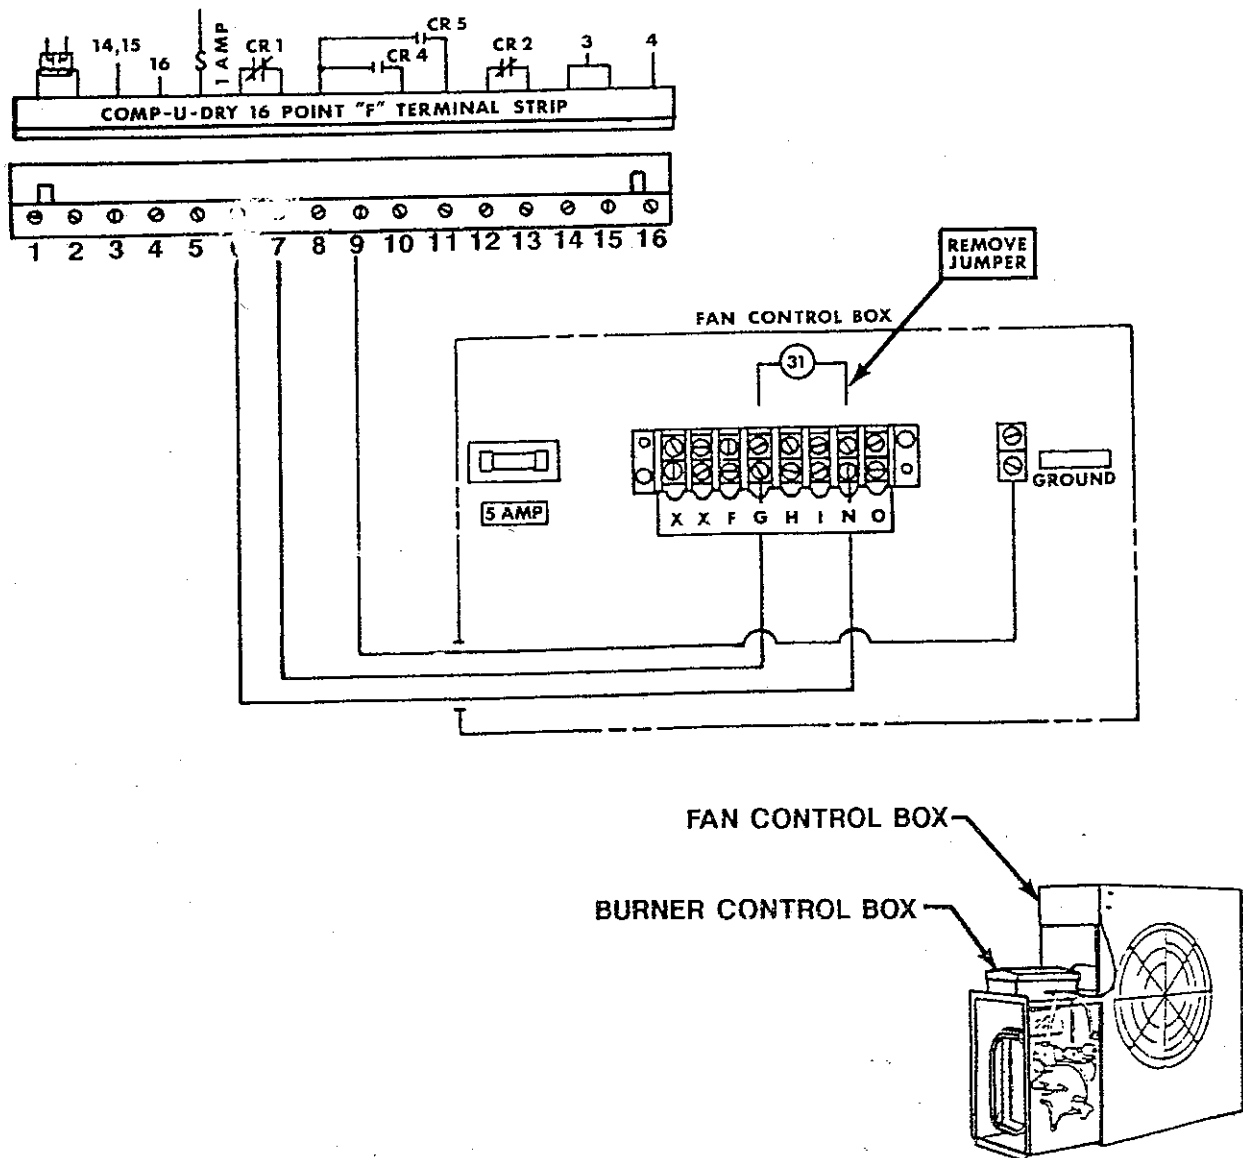 14,15
16
S
1 AMP
CR 1
CR 5
CR 4
CR 2
3
4
COMP-U-DRY 16 POINT "F" TERMINAL STRIP
1 2 3 4 5 7 8 9 10 11 12 13 14 15 16
REMOVE
JUMPER
FAN CONTROL BOX
31
5 AMP
X X F G H I N O
GROUND
FAN CONTROL BOX
BURNER CONTROL BOX